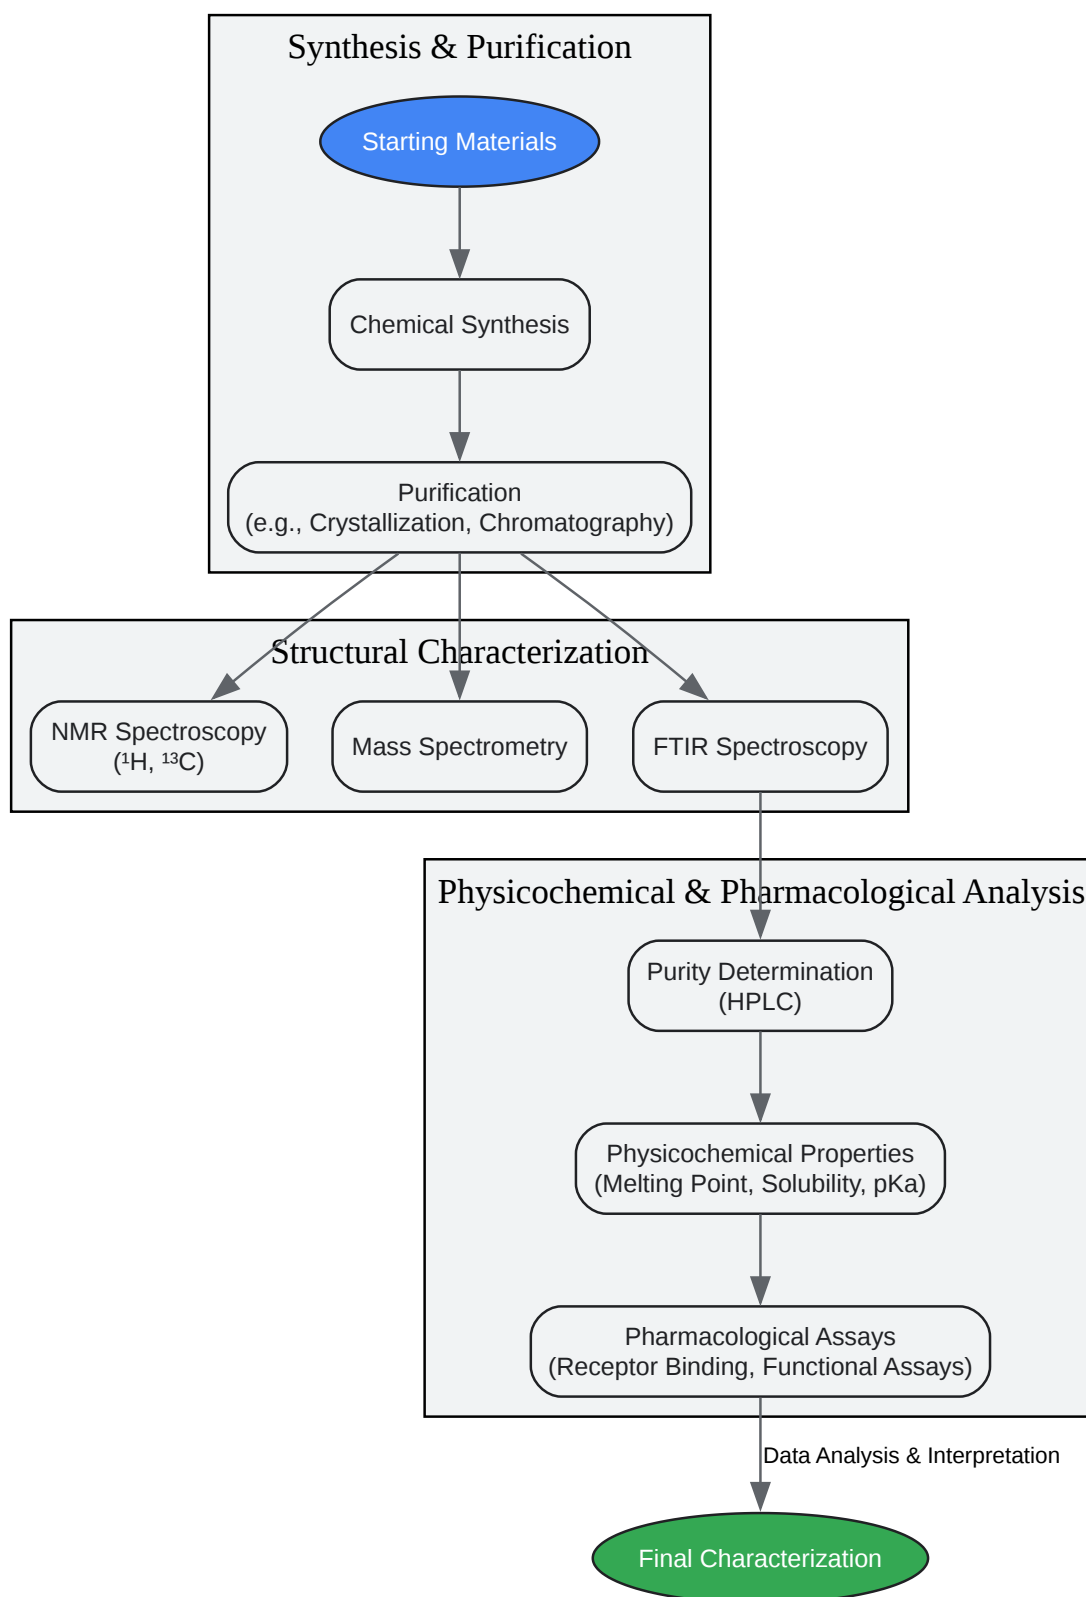 Synthesis & Purification
Starting Materials
Chemical Synthesis
Purification
(e.g., Crystallization, Chromatography)
Structural Characterization
NMR Spectroscopy
(¹H, ¹³C)
Mass Spectrometry
FTIR Spectroscopy
Physicochemical & Pharmacological Analysis
Purity Determination
(HPLC)
Physicochemical Properties
(Melting Point, Solubility, pKa)
Pharmacological Assays
(Receptor Binding, Functional Assays)
Data Analysis & Interpretation
Final Characterization